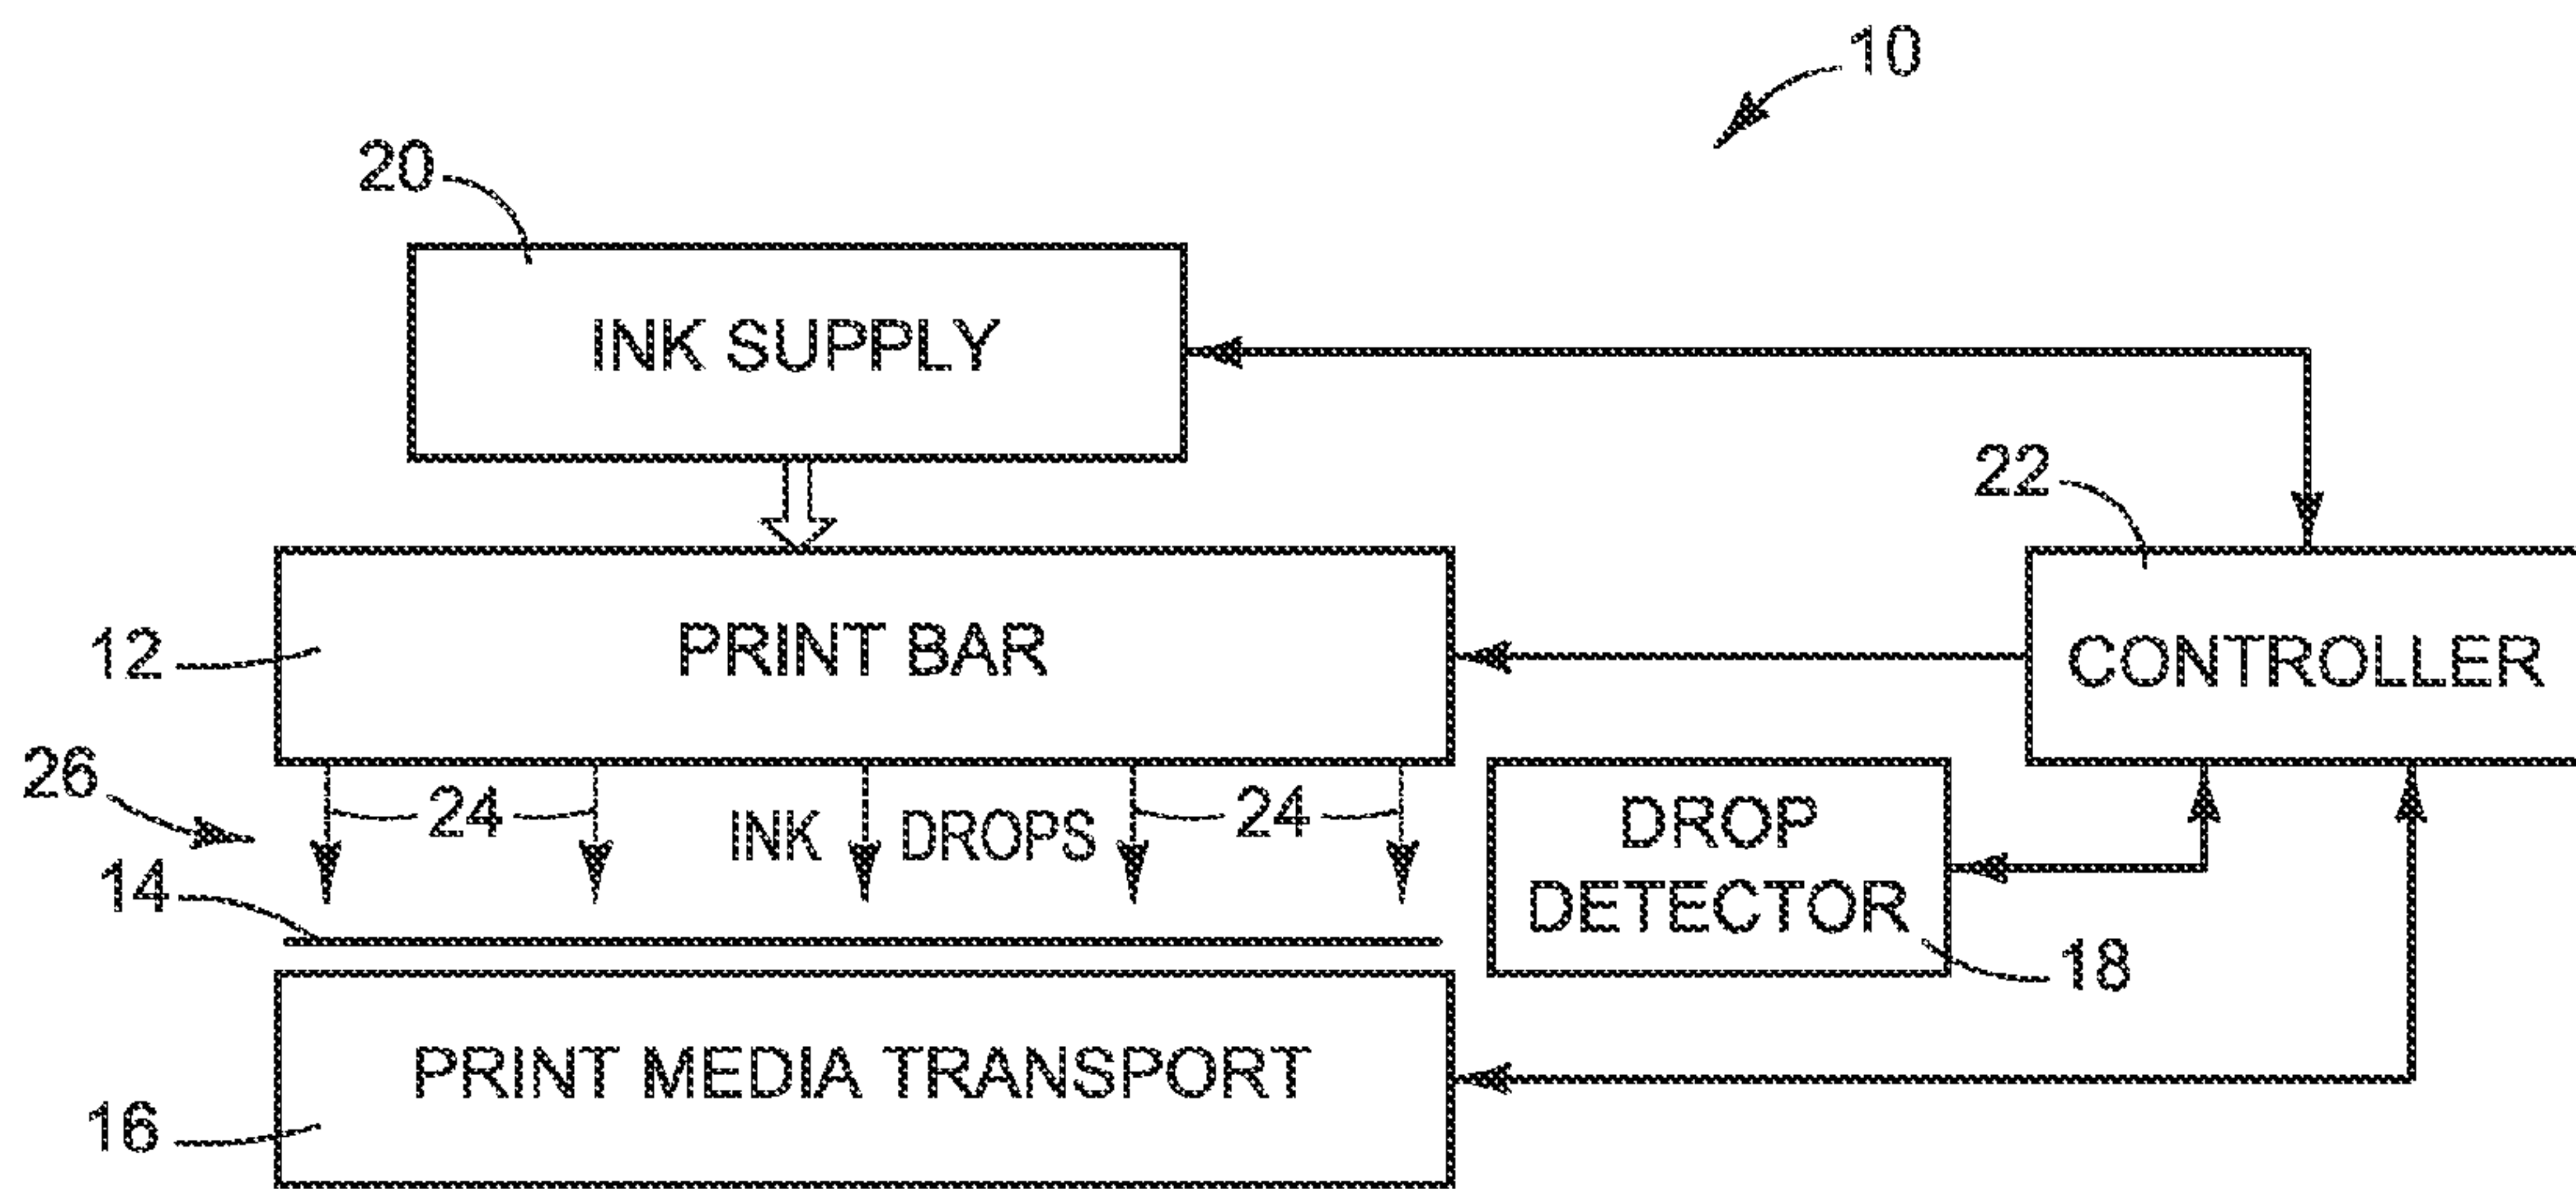 10
20
INK SUPPLY
22
12
PRINT BAR
CONTROLLER
26
24
INK DROPS
24
DROP
DETECTOR
14
18
PRINT MEDIA TRANSPORT
16